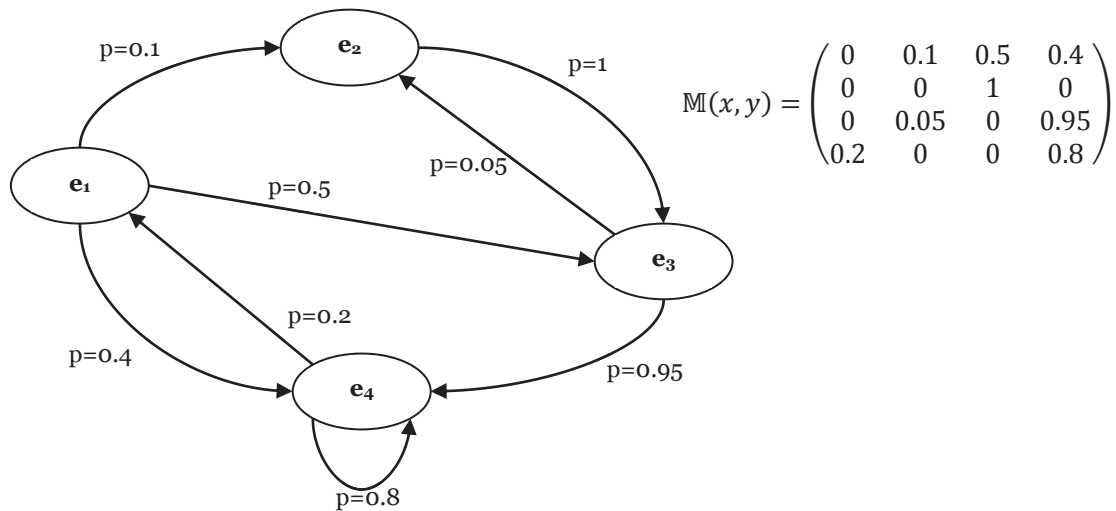 e₂
p=0.1
p=1
𝕄(x, y) = 
0 0.1 0.5 0.4
0 0 1 0
0 0.05 0 0.95
0.2 0 0 0.8
p=0.05
e₁
p=0.5
e₃
p=0.2
p=0.4
p=0.95
e₄
p=0.8